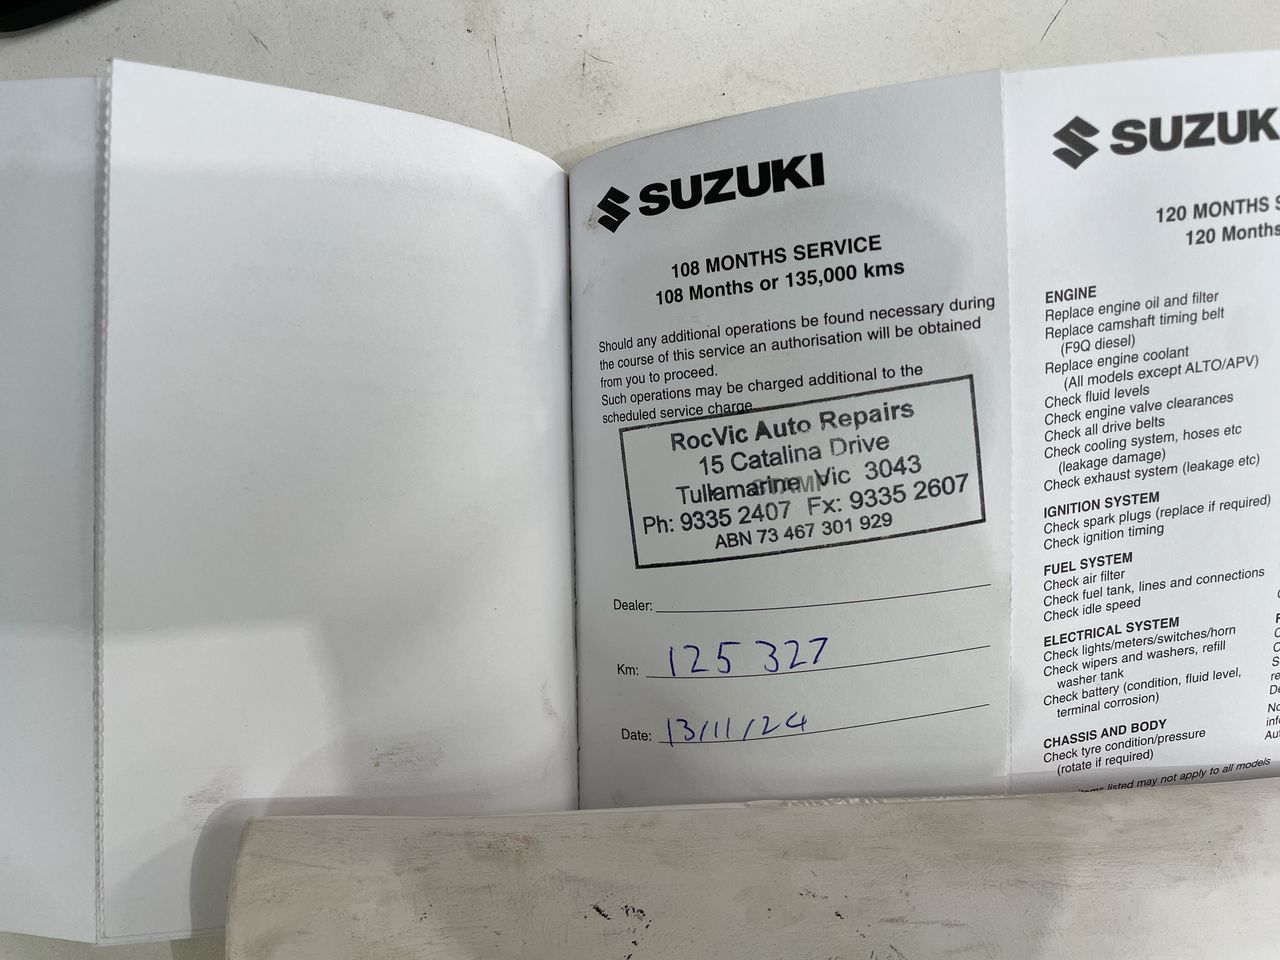 SUZUKI
108 MONTHS SERVICE
108 Months or 135,000 kms
Should any additional operations be found necessary during
the course of this service an authorisation will be obtained
from you to proceed.
Such operations may be charged additional to the
scheduled service charge.
STAMP
RocVic Auto Repairs
15 Catalina Drive
Tullamarine Vic 3043
Ph: 9335 2407 Fx: 9335 2607
ABN 73 467 301 929
Dealer:
Km: 125 327
Date: 13/11/24
SUZUK
120 MONTHS S
120 Months
ENGINE
Replace engine oil and filter
Replace camshaft timing belt
(F9Q diesel)
Replace engine coolant
(All models except ALTO/APV)
Check fluid levels
Check engine valve clearances
Check all drive belts
Check cooling system, hoses etc
(leakage damage)
Check exhaust system (leakage etc)
IGNITION SYSTEM
Check spark plugs (replace if required)
Check ignition timing
FUEL SYSTEM
Check air filter
Check fuel tank, lines and connections
Check idle speed
ELECTRICAL SYSTEM
Check lights/meters/switches/horn
Check wipers and washers, refill
washer tank
Check battery (condition, fluid level,
terminal corrosion)
CHASSIS AND BODY
Check tyre condition/pressure
(rotate if required)
items listed may not apply to all models